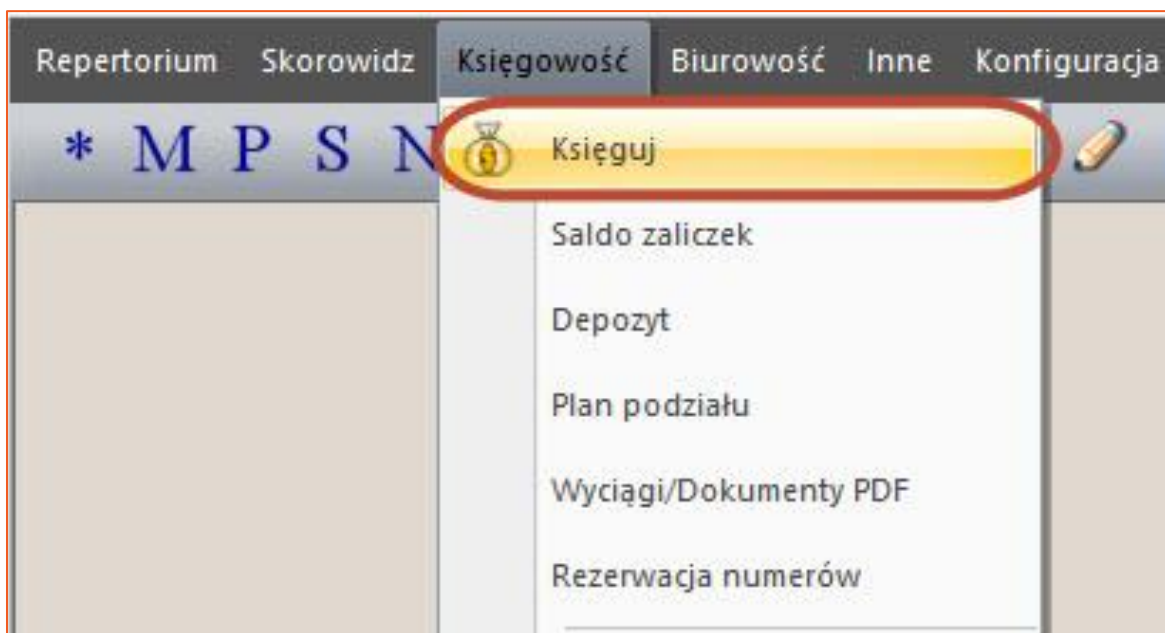 Repertorium Skorowidz Księgowość Biurowość Inne Konfiguracja
* M P S N
Księguj
Saldo zaliczek
Depozyt
Plan podziału
Wyciągi/Dokumenty PDF
Rezerwacja numerów